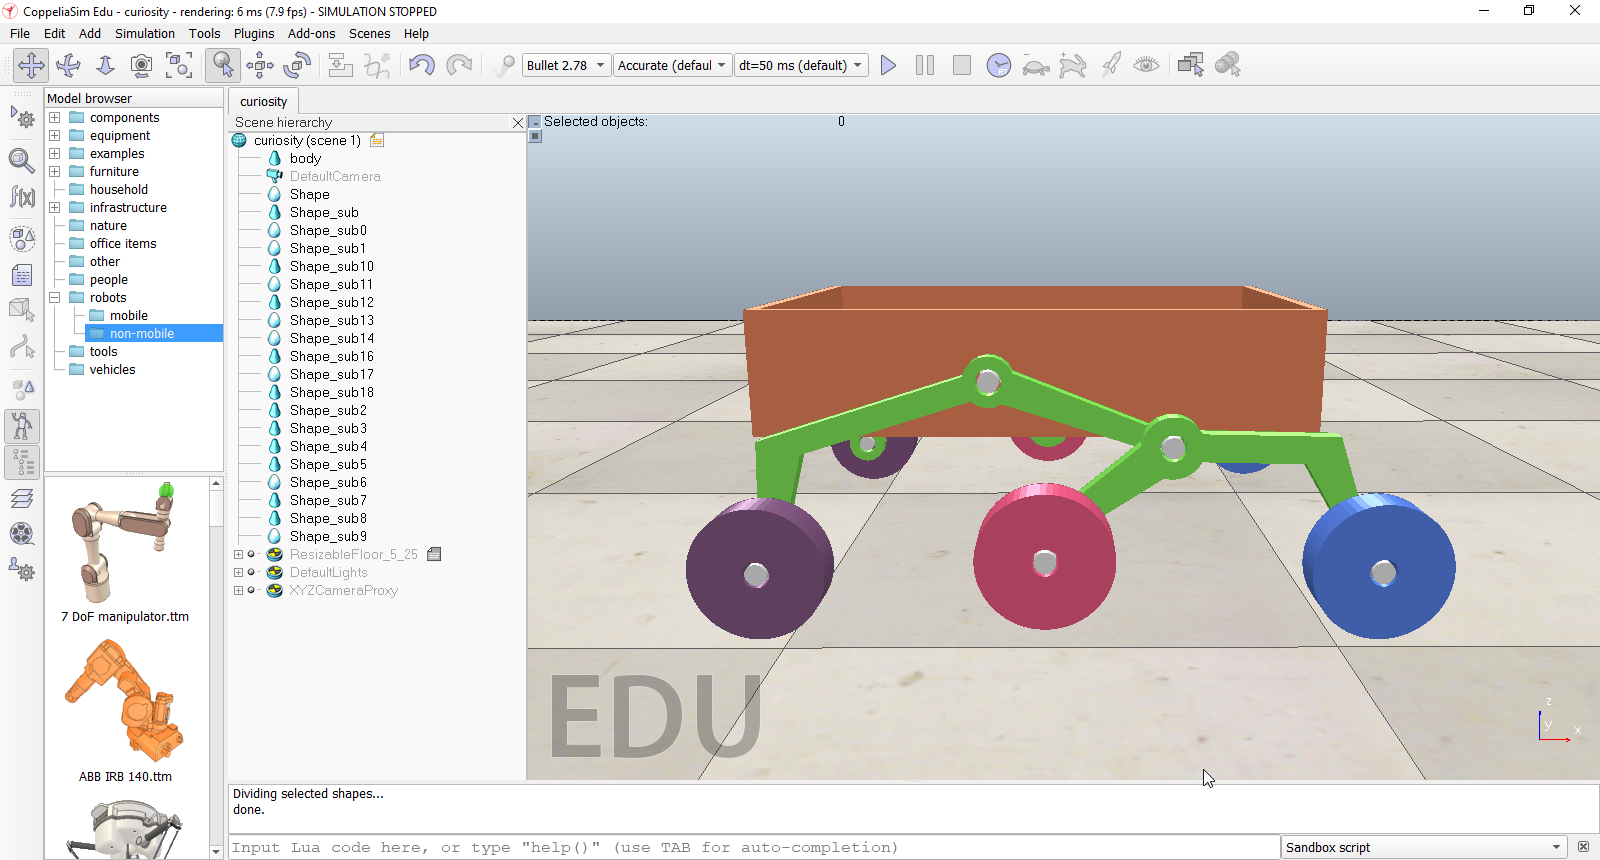 CoppeliaSim Edu - curiosity - rendering: 6 ms (7.9 fps) - SIMULATION STOPPED
File Edit Add Simulation Tools Plugins Add-ons Scenes Help
Bullet 2.78 Accurate (defaul dt=50 ms (default)
Model browser
components
equipment
examples
furniture
household
infrastructure
nature
office items
other
people
robots
mobile
non-mobile
tools
vehicles
7 DoF manipulator.ttm
ABB IRB 140.ttm
curiosity
Scene hierarchy
curiosity (scene 1)
body
DefaultCamera
Shape
Shape_sub
Shape_sub0
Shape_sub1
Shape_sub10
Shape_sub11
Shape_sub12
Shape_sub13
Shape_sub14
Shape_sub16
Shape_sub17
Shape_sub18
Shape_sub2
Shape_sub3
Shape_sub4
Shape_sub5
Shape_sub6
Shape_sub7
Shape_sub8
Shape_sub9
ResizableFloor_5_25
DefaultLights
XYZCameraProxy
Selected objects: 0
EDU
z
y
x
Dividing selected shapes...
done.
Input Lua code here, or type "help()" (use TAB for auto-completion)
Sandbox script